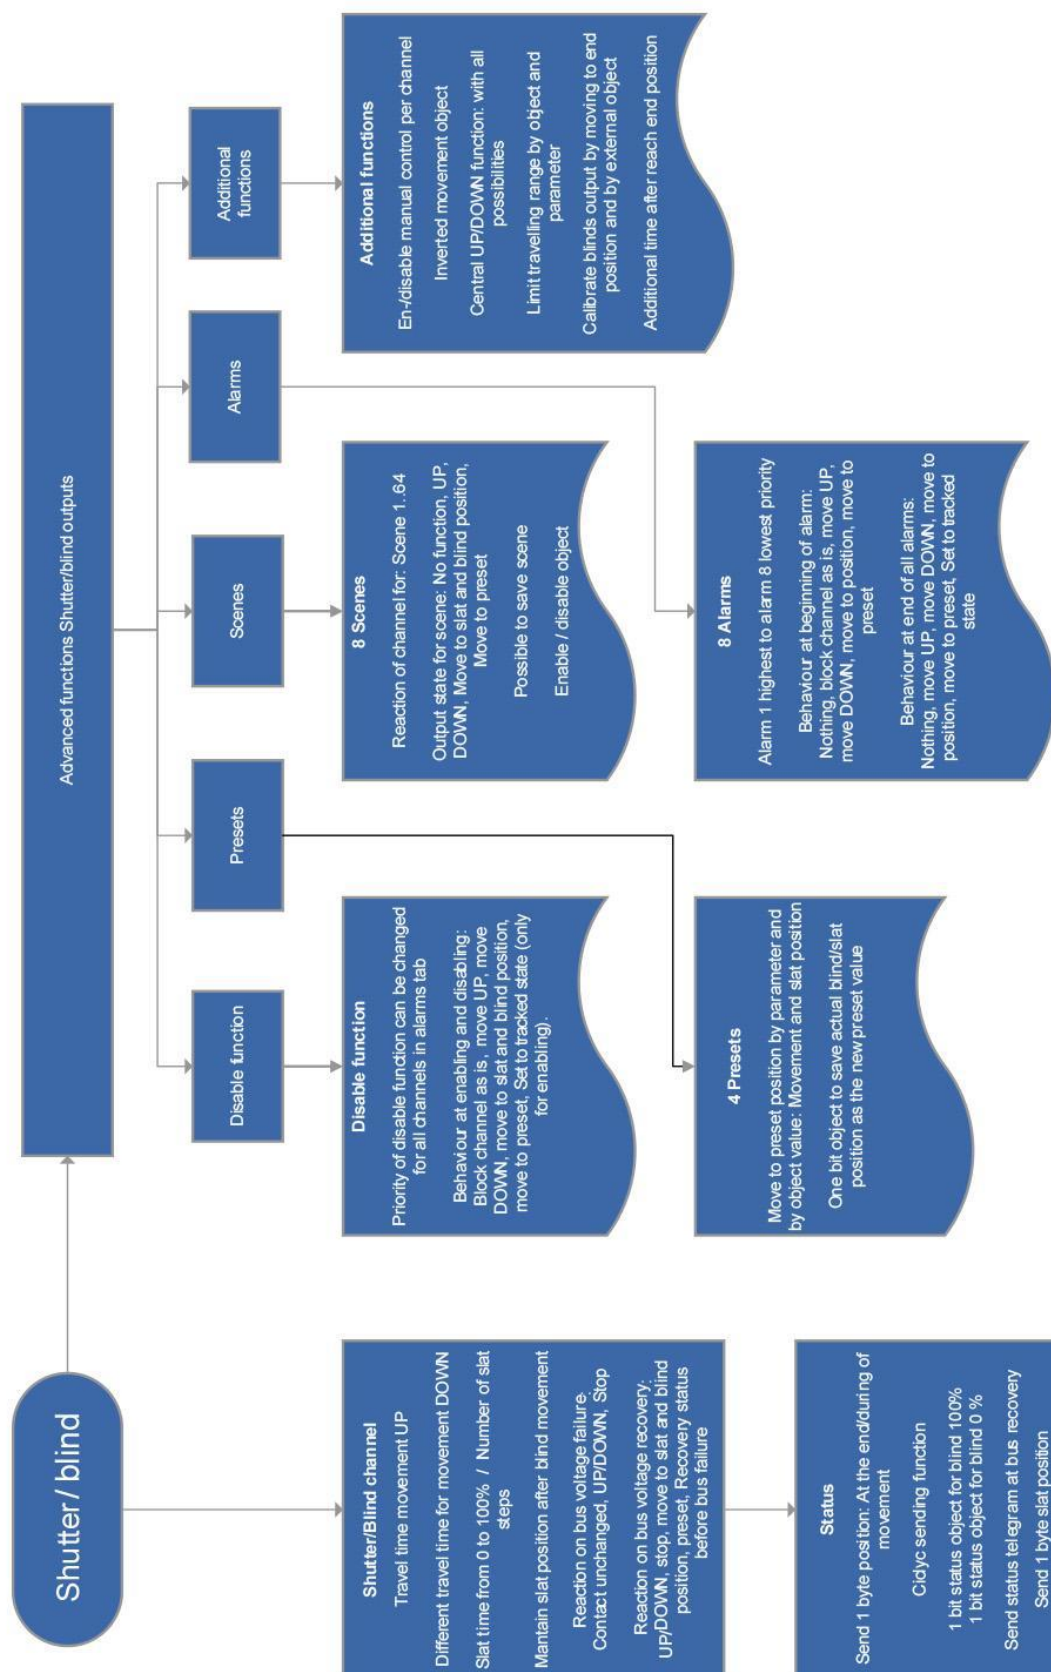 Shutter / blind
Advanced functions Shutter/blind outputs
Disable function
Presets
Scenes
Alarms
Additional
functions
Shutter/Blind channel
Travel time movement UP
Different travel time for movement DOWN
Slat time from 0 to 100% / Number of slat
steps
Mantain slat position after blind movement
Reaction on bus voltage failure:
Contact unchanged, UP/DOWN, Stop
Reaction on bus voltage recovery:
UP/DOWN, stop, move to slat and blind
position, preset, Recovery status
before bus failure
Disable function
Priority of disable function can be changed
for all channels in alarms tab
Behaviour at enabling and disabling:
Block channel as is, move UP, move
DOWN, move to slat and blind position,
move to preset, Set to tracked state (only
for enabling).
8 Scenes
Reaction of channel for: Scene 1..64
Output state for scene: No function, UP,
DOWN, Move to slat and blind position,
Move to preset
Possible to save scene
Enable / disable object
Additional functions
En-/disable manual control per channel
Inverted movement object
Central UP/DOWN function: with all
possibilities
Limit travelling range by object and
parameter
Calibrate blinds output by moving to end
position and by external object
Additional time after reach end position
Status
Send 1 byte position: At the end/during of
movement
Cidyc sending function
1 bit status object for blind 100%
1 bit status object for blind 0 %
Send status telegram at bus recovery
Send 1 byte slat position
4 Presets
Move to preset position by parameter and
by object value: Movement and slat position
One bit object to save actual blind/slat
position as the new preset value
8 Alarms
Alarm 1 highest to alarm 8 lowest priority
Behaviour at beginning of alarm:
Nothing, block channel as is, move UP,
move DOWN, move to position, move to
preset
Behaviour at end of all alarms:
Nothing, move UP, move DOWN, move to
position, move to preset, Set to tracked
state